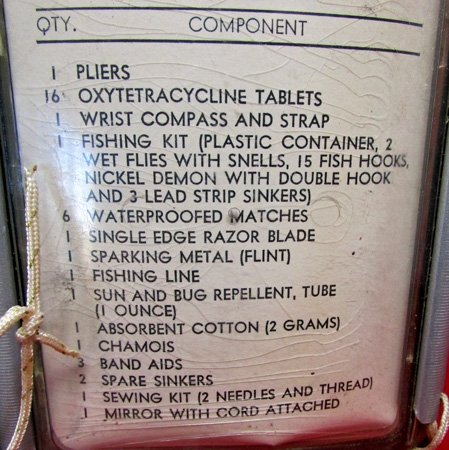 QTY. COMPONENT
1 PLIERS
16 OXYTETRACYCLINE TABLETS
1 WRIST COMPASS AND STRAP
1 FISHING KIT (PLASTIC CONTAINER, 2
WET FLIES WITH SNELLS, 15 FISH HOOKS,
NICKEL DEMON WITH DOUBLE HOOK
AND 3 LEAD STRIP SINKERS)
6 WATERPROOFED MATCHES
1 SINGLE EDGE RAZOR BLADE
1 SPARKING METAL (FLINT)
1 FISHING LINE
1 SUN AND BUG REPELLENT, TUBE
(1 OUNCE)
1 ABSORBENT COTTON (2 GRAMS)
1 CHAMOIS
3 BAND AIDS
2 SPARE SINKERS
1 SEWING KIT (2 NEEDLES AND THREAD)
1 MIRROR WITH CORD ATTACHED